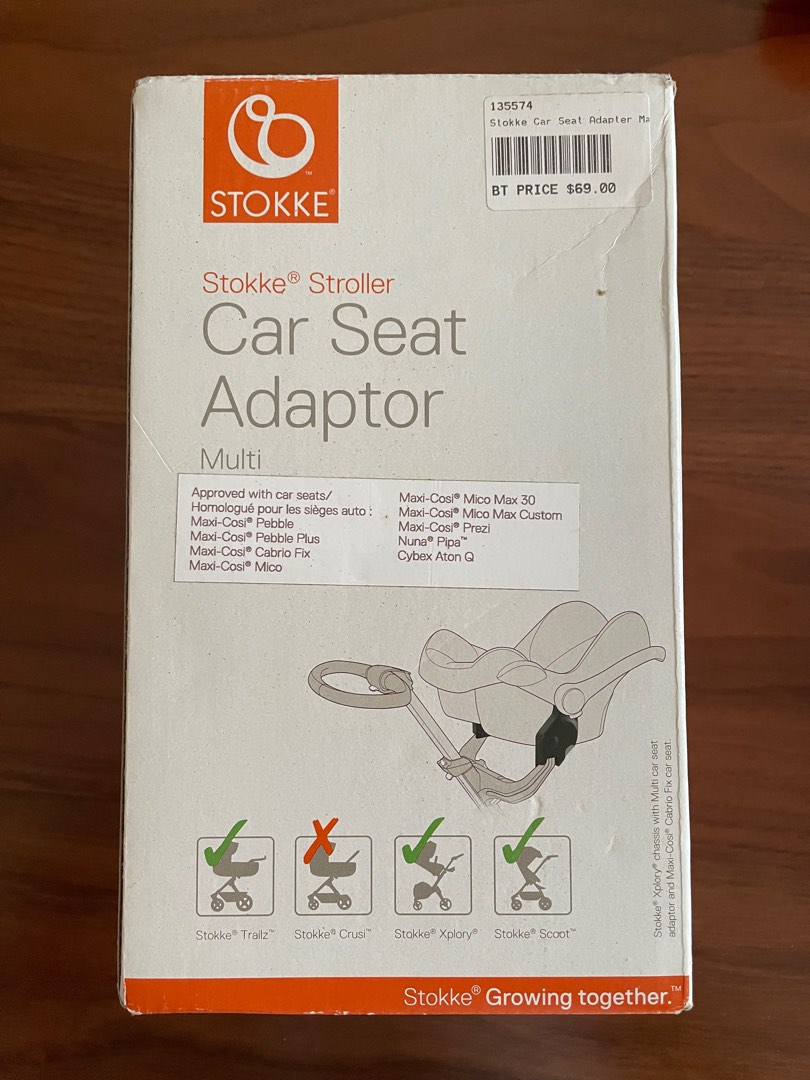 STOKKE®
135574
Stokke Car Seat Adapter
BT PRICE $69.00
Stokke® Stroller
Car Seat
Adaptor
Multi
Approved with car seats/
Homologué pour les sièges auto :
Maxi-Cosi® Pebble
Maxi-Cosi® Pebble Plus
Maxi-Cosi® Cabrio Fix
Maxi-Cosi® Mico
Maxi-Cosi® Mico Max 30
Maxi-Cosi® Mico Max Custom
Maxi-Cosi® Prezi
Nuna® Pipa™
Cybex Aton Q
Stokke® Xplory® chassis with Multi car seat
adaptor and Maxi-Cosi® Cabrio Fix car seat.
Stokke® Trailz™
Stokke® Crusi™
Stokke® Xplory®
Stokke® Scoot™
Stokke® Growing together.™